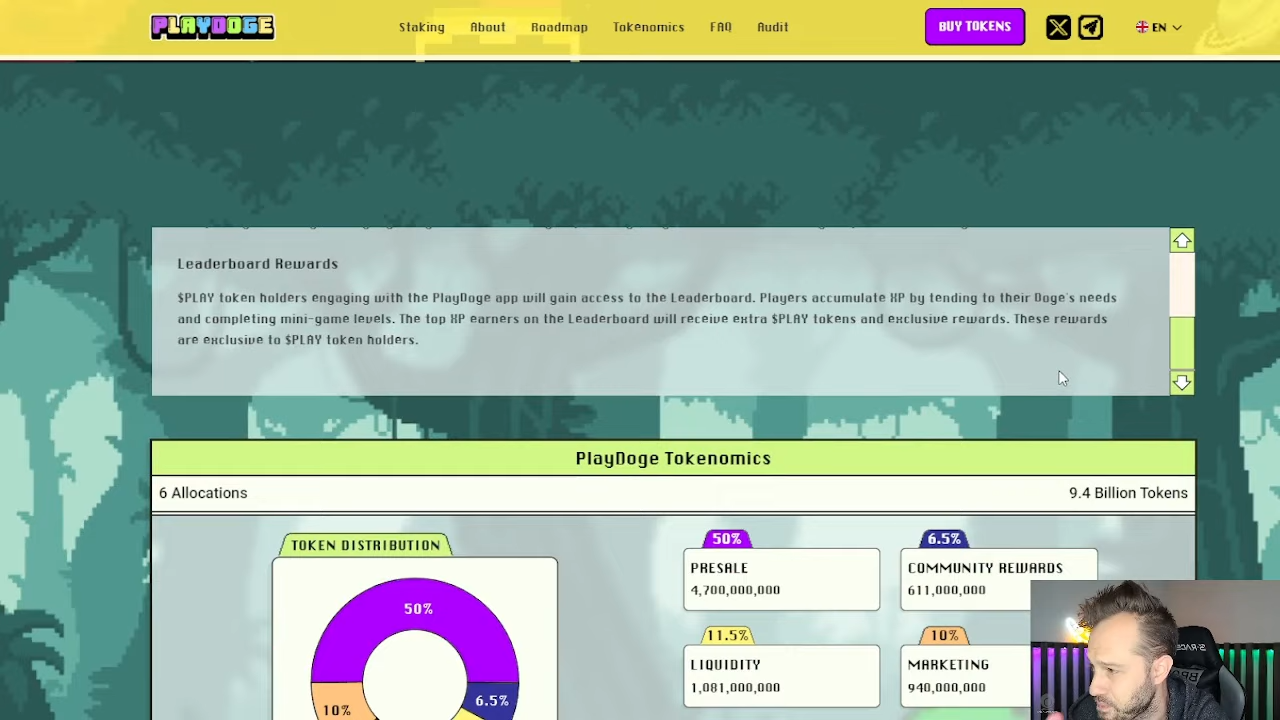 PLAYDOGE
Staking About Roadmap Tokenomics FAQ Audit
BUY TOKENS
EN
Leaderboard Rewards
$PLAY token holders engaging with the PlayDoge app will gain access to the Leaderboard. Players accumulate XP by tending to their Doge's needs
and completing mini-game levels. The top XP earners on the Leaderboard will receive extra $PLAY tokens and exclusive rewards. These rewards
are exclusive to $PLAY token holders.
PlayDoge Tokenomics
6 Allocations
9.4 Billion Tokens
TOKEN DISTRIBUTION
50%
6.5%
10%
50%
PRESALE
4,700,000,000
6.5%
COMMUNITY REWARDS
611,000,000
11.5%
LIQUIDITY
1,081,000,000
10%
MARKETING
940,000,000